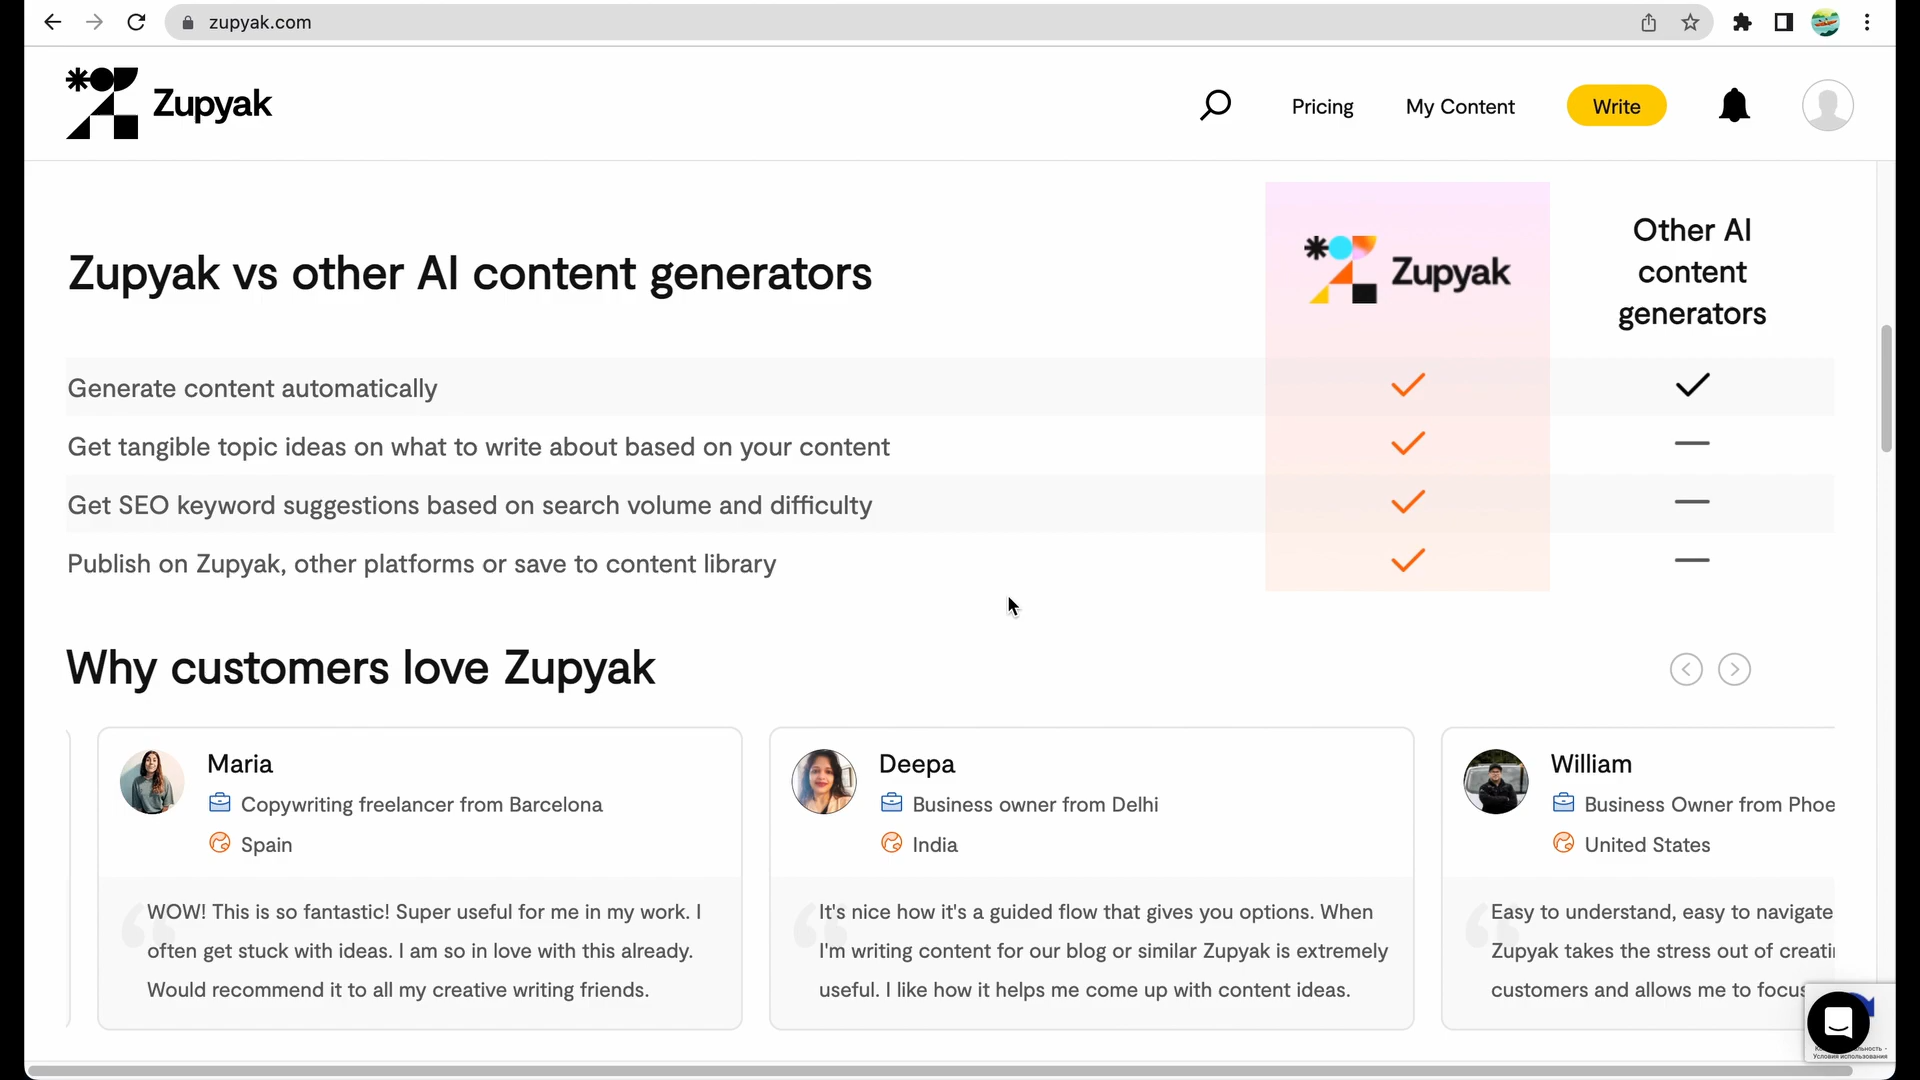 zupyak.com
Zupyak
Pricing
My Content
Write
Zupyak vs other AI content generators
Zupyak
Other AI
content
generators
Generate content automatically
Get tangible topic ideas on what to write about based on your content
Get SEO keyword suggestions based on search volume and difficulty
Publish on Zupyak, other platforms or save to content library
Why customers love Zupyak
Maria
Copywriting freelancer from Barcelona
Spain
WOW! This is so fantastic! Super useful for me in my work. I
often get stuck with ideas. I am so in love with this already.
Would recommend it to all my creative writing friends.
Deepa
Business owner from Delhi
India
It's nice how it's a guided flow that gives you options. When
I'm writing content for our blog or similar Zupyak is extremely
useful. I like how it helps me come up with content ideas.
William
Business Owner from Phoe
United States
Easy to understand, easy to navigate
Zupyak takes the stress out of creati
customers and allows me to focus
Условия использования